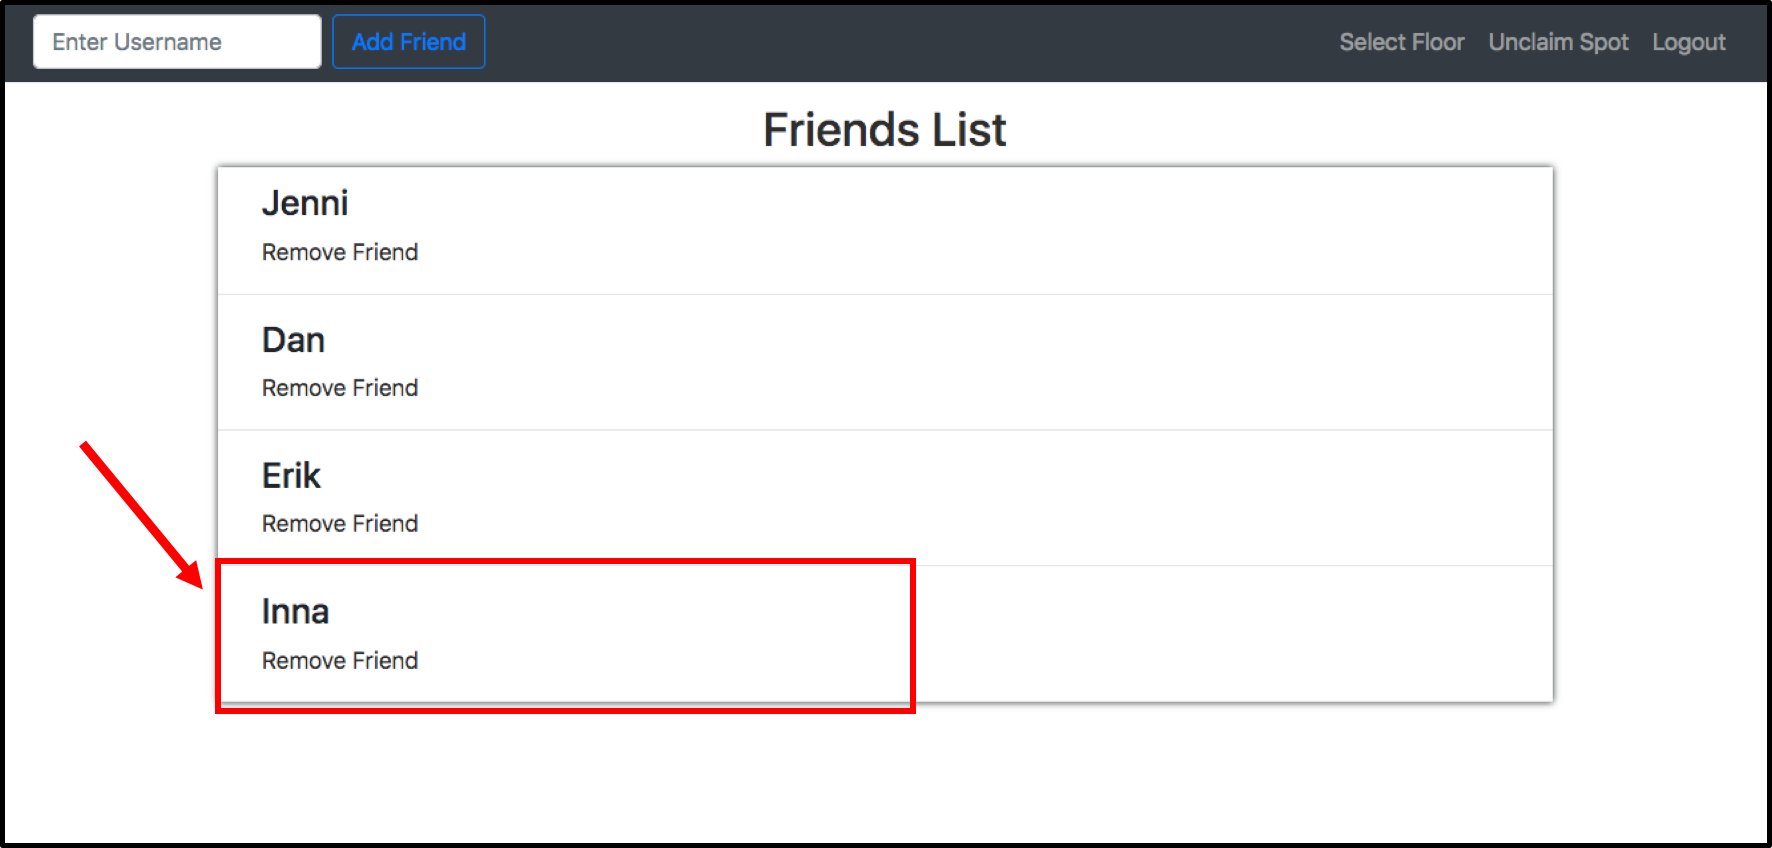 Enter Username Add Friend Select Floor Unclaim Spot Logout
Friends List
Jenni
Remove Friend
Dan
Remove Friend
Erik
Remove Friend
Inna
Remove Friend